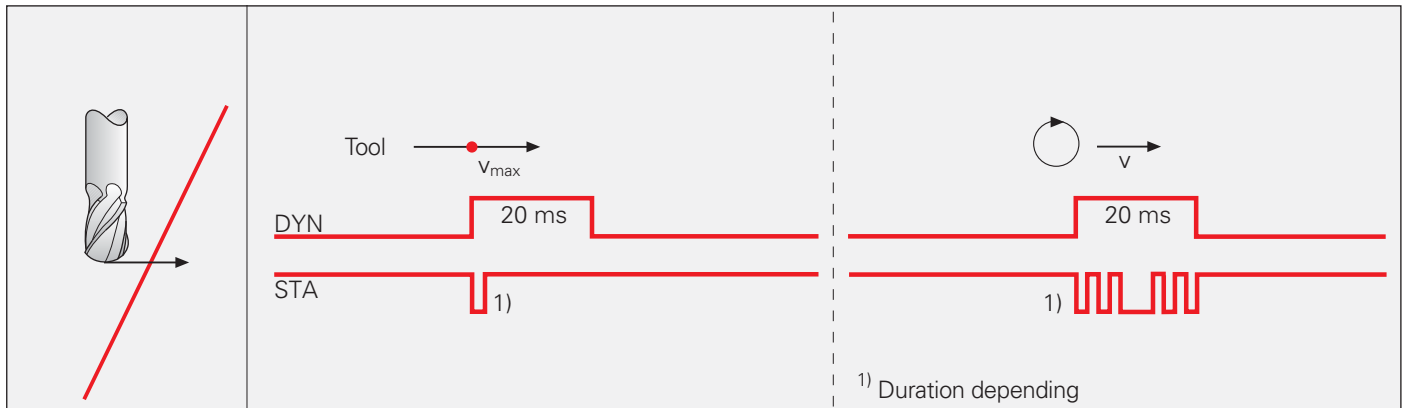 Tool
vmax
v
DYN
20 ms
20 ms
STA
1)
1)
1) Duration depending